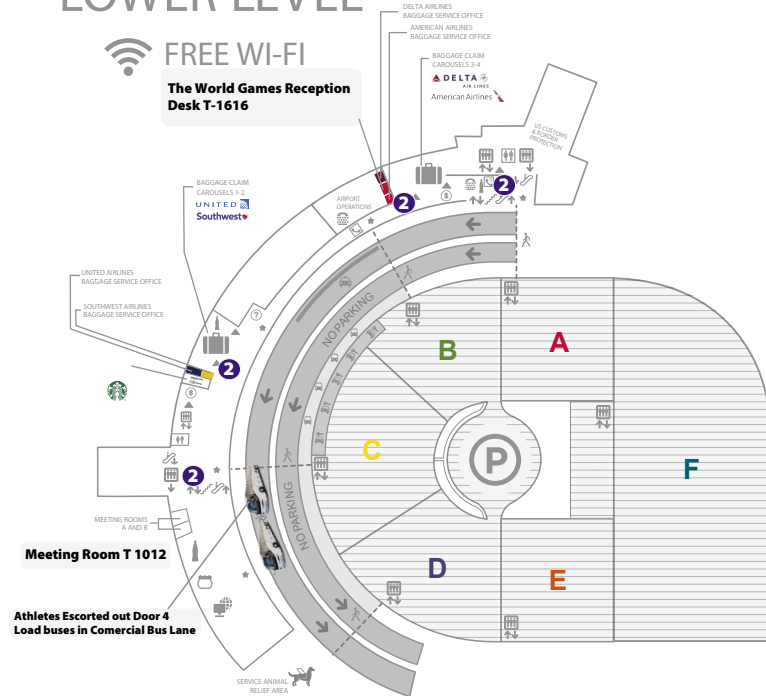 LOWER LEVEL
FREE WI-FI
DELTA AIRLINES
BAGGAGE SERVICE OFFICE
AMERICAN AIRLINES
BAGGAGE SERVICE OFFICE
BAGGAGE CLAIM
CAROUSELS 3-4
DELTA
AIR LINES
American Airlines
The World Games Reception
Desk T-1616
US CUSTOMS
& BORDER
PROTECTION
BAGGAGE CLAIM
CAROUSELS 1-2
UNITED
Southwest
AIRPORT
OPERATIONS
2
2
UNITED AIRLINES
BAGGAGE SERVICE OFFICE
SOUTHWEST AIRLINES
BAGGAGE SERVICE OFFICE
NO PARKING
B
A
2
C
P
F
2
NO PARKING
MEETING ROOMS
A AND B
Meeting Room T 1012
D
E
Athletes Escorted out Door 4
Load buses in Comercial Bus Lane
SERVICE ANIMAL
RELIEF AREA